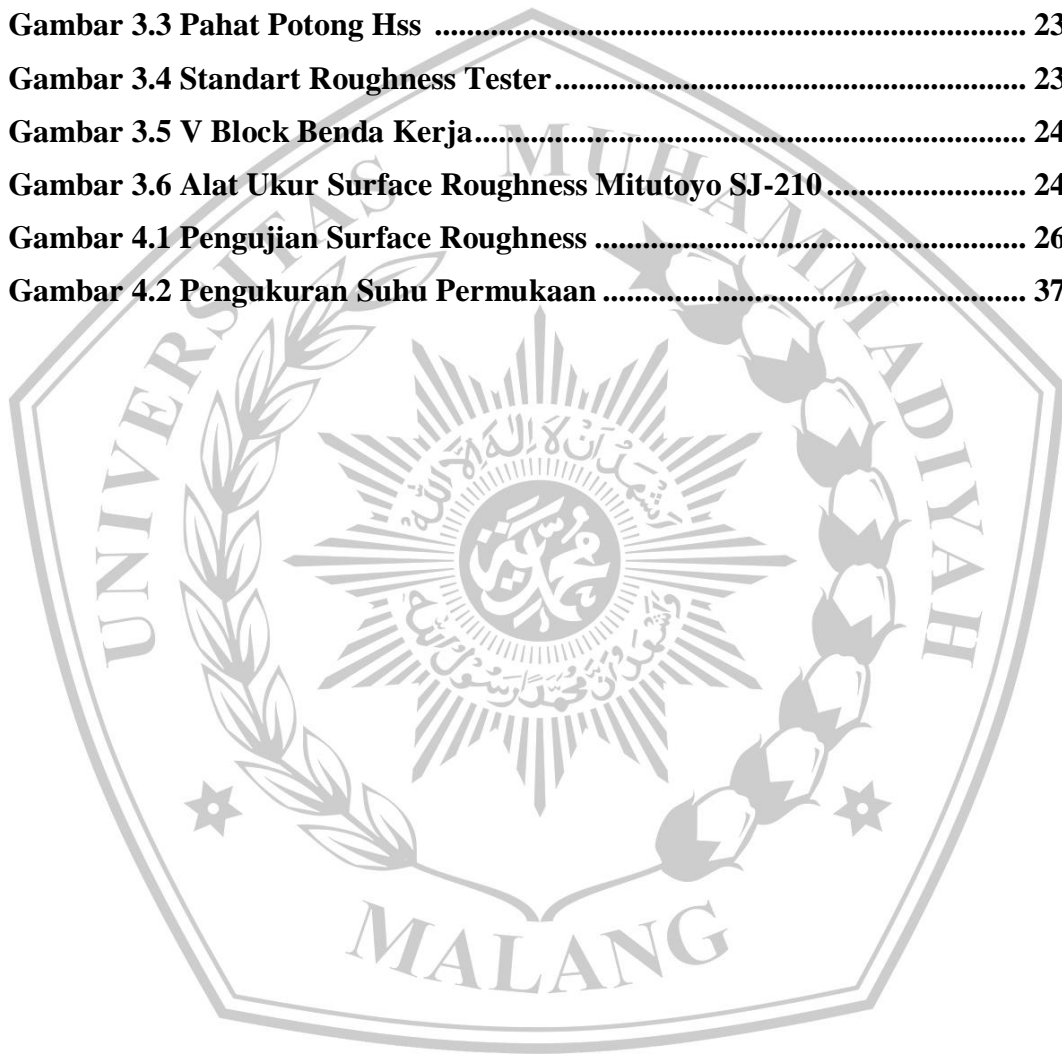 Gambar 3.3 Pahat Potong Hss ........................................................................... 23
Gambar 3.4 Standart Roughness Tester............................................................ 23
Gambar 3.5 V Block Benda Kerja...................................................................... 24
Gambar 3.6 Alat Ukur Surface Roughness Mitutoyo SJ-210......................... 24
Gambar 4.1 Pengujian Surface Roughness ....................................................... 26
Gambar 4.2 Pengukuran Suhu Permukaan ...................................................... 37
UNIVERSITAS MUHAMMADIYAH
MALANG